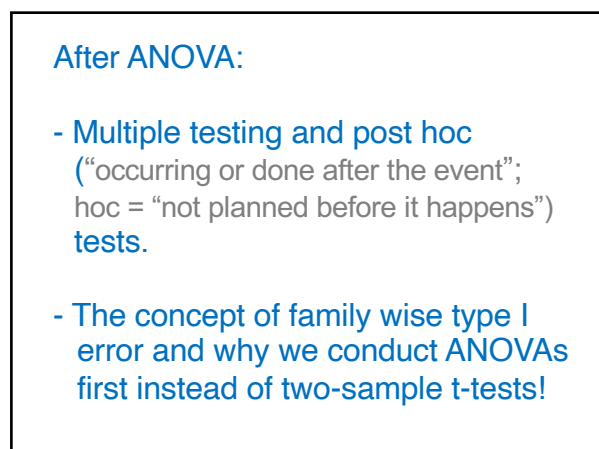 After ANOVA:
- Multiple testing and post hoc
(“occurring or done after the event”;
hoc = “not planned before it happens”)
tests.
- The concept of family wise type I
error and why we conduct ANOVAs
first instead of two-sample t-tests!